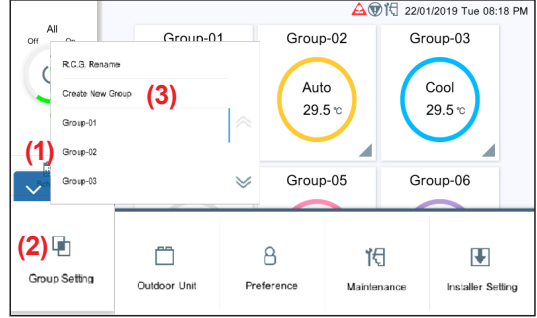 22/01/2019 Tue 08:18 PM
All
Off On
Group-01
Group-02
Group-03
R.C.G. Rename
Create New Group
(3)
Group-01
Group-02
Group-03
Auto
29.5 ℃
Cool
29.5 ℃
(1)
Group-05
Group-06
(2)
Group Setting
Outdoor Unit
Preference
Maintenance
Installer Setting